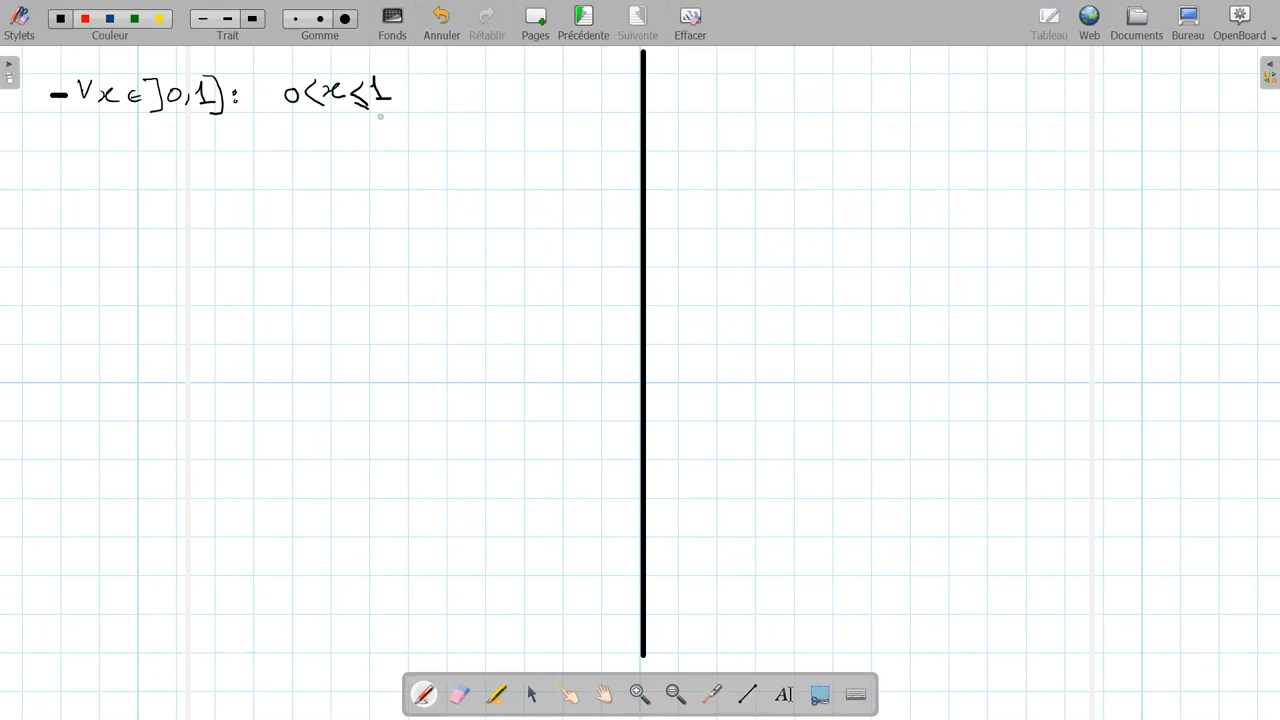 Stylets Couleur Trait Gomme Fonds Annuler Rétablir Pages Précédente Suivante Effacer Tableau Web Documents Bureau OpenBoard
- ∀x ∈ ]0,1] : 0<x⩽1